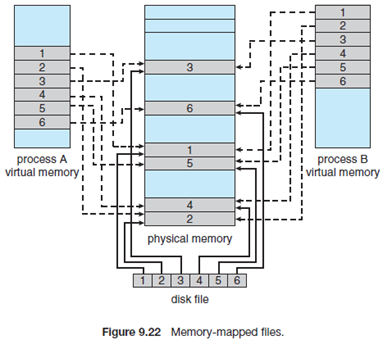 1
2
3
4
5
6
process A
virtual memory
3
6
1
5
4
2
physical memory
1
2
3
4
5
6
process B
virtual memory
1 2 3 4 5 6
disk file
Figure 9.22 Memory-mapped files.